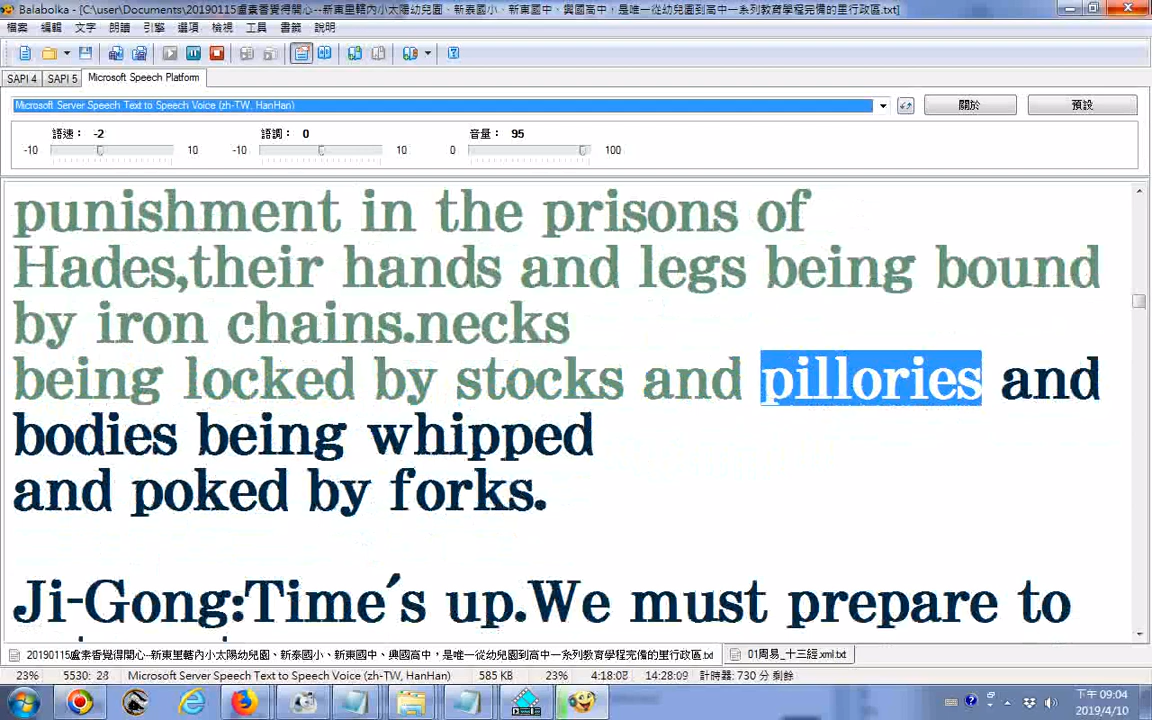 Balabolka - [C:\user\Documents\20190115盧素香覺得開心--新東里轄內小太陽幼兒園、新泰國小、新東國中、興國高中，是唯一從幼兒園到高中一系列教育學程完備的里行政區.txt]
檔案 編輯 文字 朗讀 引擎 選項 檢視 工具 書籤 說明
SAPI 4 SAPI 5 Microsoft Speech Platform
Microsoft Server Speech Text to Speech Voice (zh-TW, HanHan) 關於 預設
語速： -2 語調： 0 音量： 95
-10 10 -10 10 0 100
punishment in the prisons of
Hades,their hands and legs being bound
by iron chains.necks
being locked by stocks and pillories and
bodies being whipped
and poked by forks.
Ji-Gong:Time´s up.We must prepare to
20190115盧素香覺得開心--新東里轄內小太陽幼兒園、新泰國小、新東國中、興國高中，是唯一從幼兒園到高中一系列教育學程完備的里行政區.txt 01周易_十三經.xml.txt
23% 5530: 28 Microsoft Server Speech Text to Speech Voice (zh-TW, HanHan) 585 KB 23% 4:18:08 14:28:09 計時器: 730 分 剩餘
下午 09:04
2019/4/10